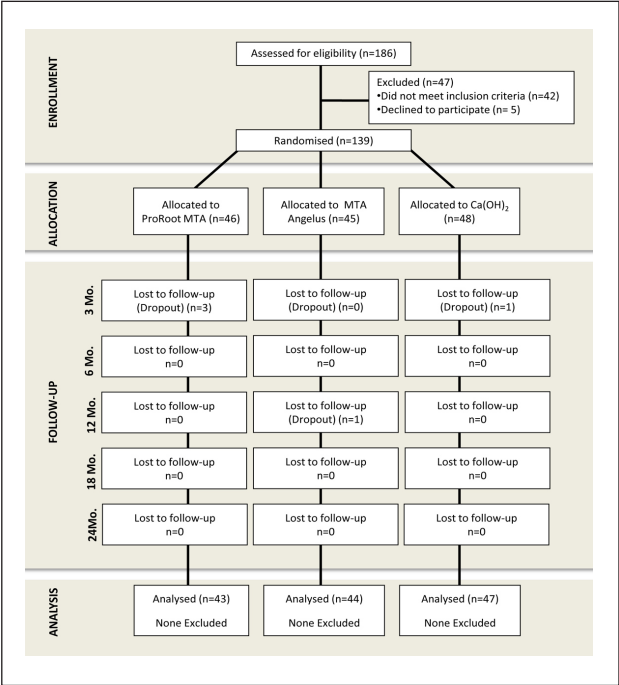 ENROLLMENT
Assessed for eligibility (n=186)
Excluded (n=47)
•Did not meet inclusion criteria (n=42)
•Declined to participate (n= 5)
Randomised (n=139)
ALLOCATION
Allocated to
ProRoot MTA (n=46)
Allocated to MTA
Angelus (n=45)
Allocated to Ca(OH)₂
(n=48)
FOLLOW-UP
3 Mo.
Lost to follow-up
(Dropout) (n=3)
Lost to follow-up
(Dropout) (n=0)
Lost to follow-up
(Dropout) (n=1)
6 Mo.
Lost to follow-up
n=0
Lost to follow-up
n=0
Lost to follow-up
n=0
12 Mo.
Lost to follow-up
n=0
Lost to follow-up
(Dropout) (n=1)
Lost to follow-up
n=0
18 Mo.
Lost to follow-up
n=0
Lost to follow-up
n=0
Lost to follow-up
n=0
24Mo.
Lost to follow-up
n=0
Lost to follow-up
n=0
Lost to follow-up
n=0
ANALYSIS
Analysed (n=43)
None Excluded
Analysed (n=44)
None Excluded
Analysed (n=47)
None Excluded